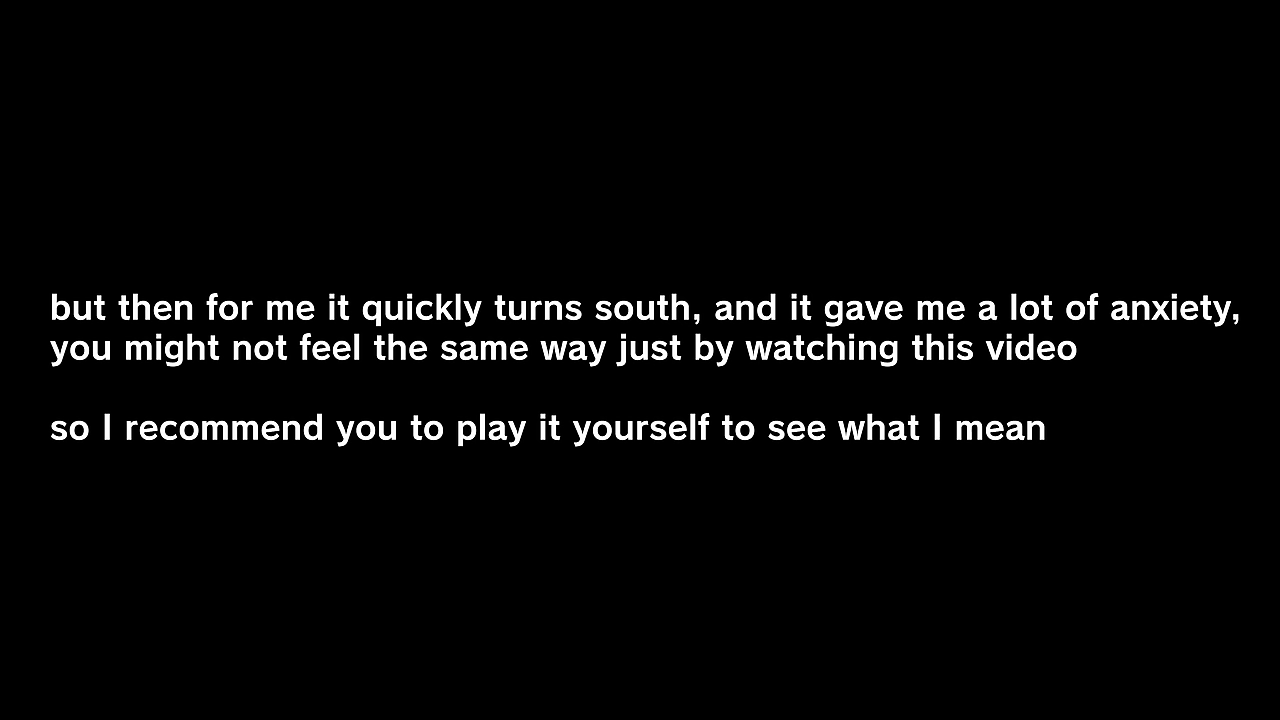 but then for me it quickly turns south, and it gave me a lot of anxiety,
you might not feel the same way just by watching this video
so I recommend you to play it yourself to see what I mean